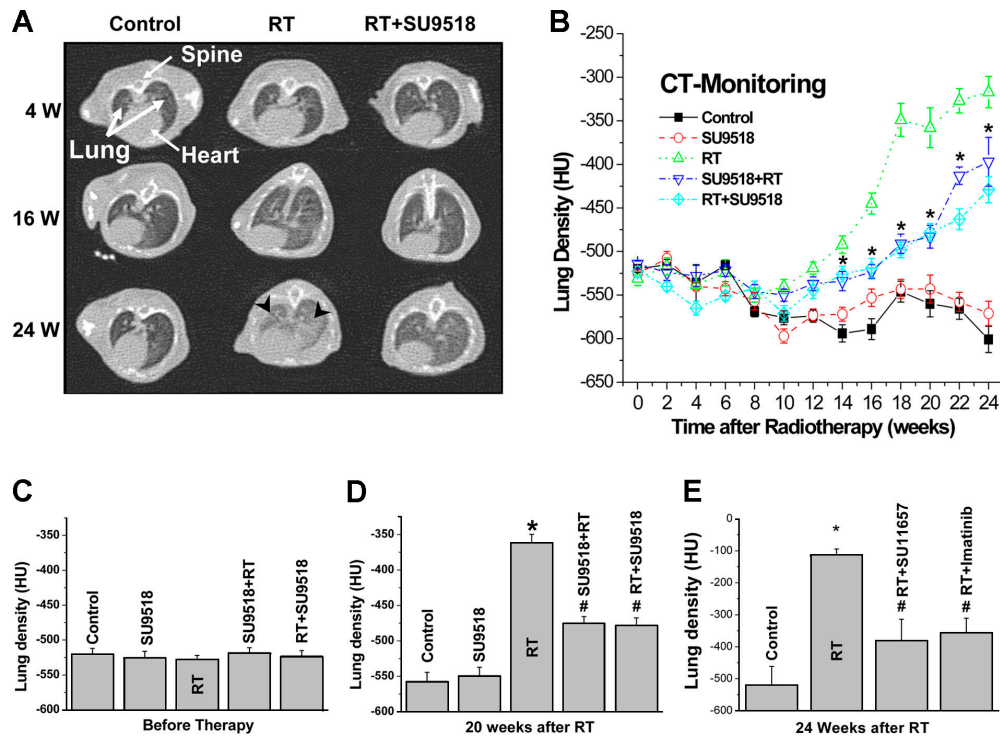 A
Control
RT
RT+SU9518
4 W
Spine
Lung
Heart
16 W
24 W
B
CT-Monitoring
Control
SU9518
RT
SU9518+RT
RT+SU9518
Lung Density (HU)
-250
-300
-350
-400
-450
-500
-550
-600
-650
* * * * * *
0 2 4 6 8 10 12 14 16 18 20 22 24
Time after Radiotherapy (weeks)
C
Lung density (HU)
-350
-400
-450
-500
-550
-600
Control
SU9518
RT
SU9518+RT
RT+SU9518
Before Therapy
D
Lung density (HU)
-350
-400
-450
-500
-550
-600
Control
SU9518
*
RT
# SU9518+RT
# RT+SU9518
20 weeks after RT
E
Lung density (HU)
0
-100
-200
-300
-400
-500
-600
Control
*
RT
# RT+SU11657
# RT+Imatinib
24 Weeks after RT